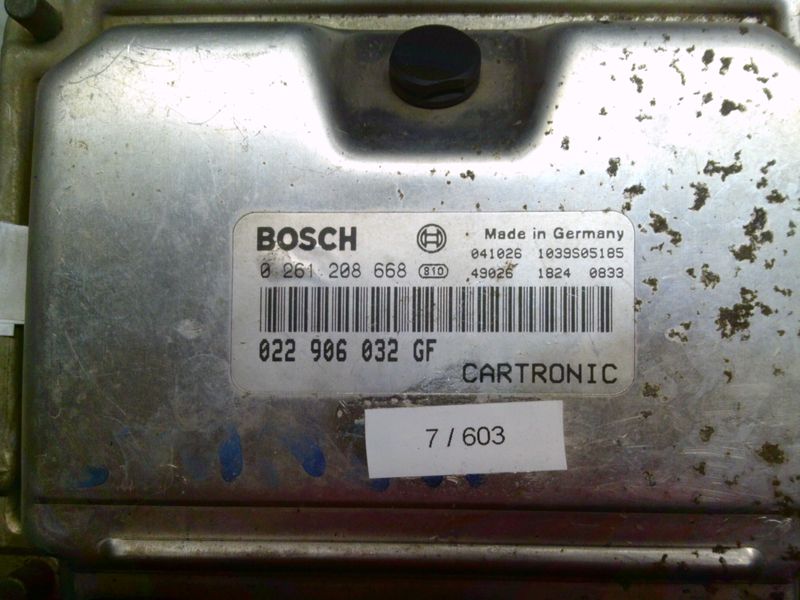 BOSCH Made in Germany
041026 1039S05185
0 261 208 668 810 49026 1824 0833
022 906 032 GF
CARTRONIC
7 / 603